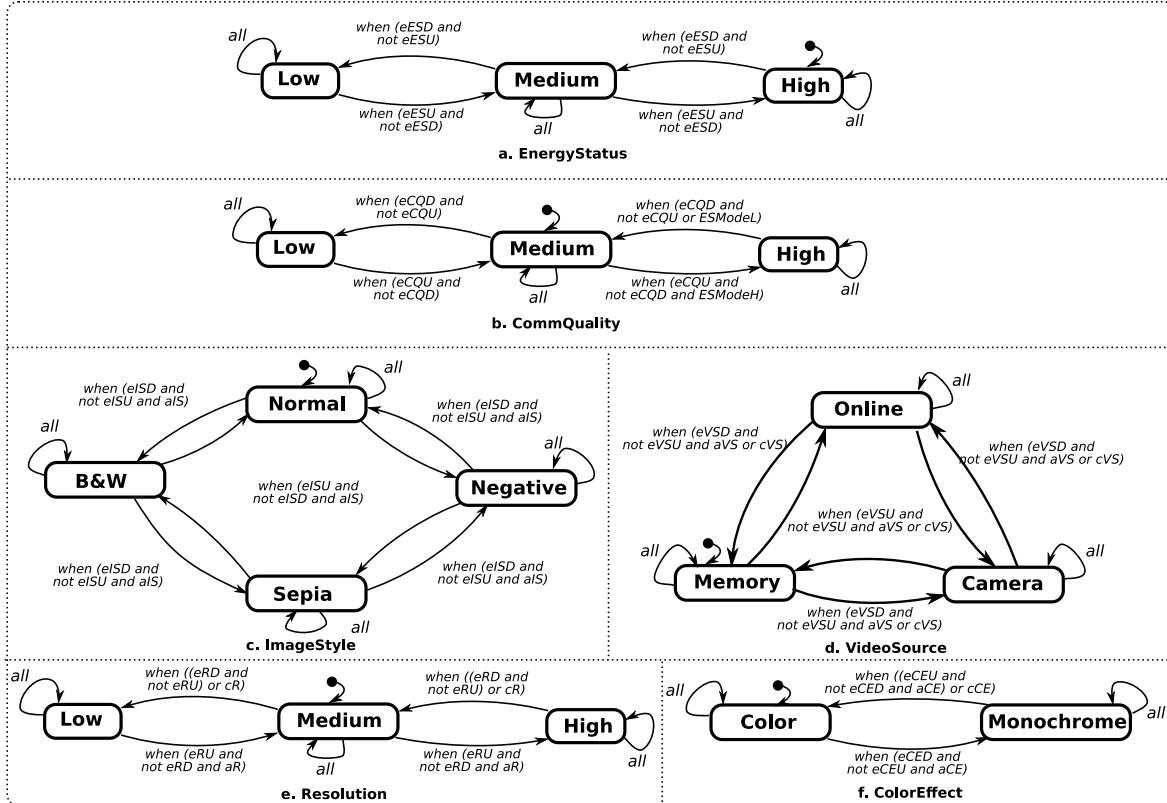 when (eESD and
not eESU)
when (eESD and
not eESU)
all
Low
Medium
High
when (eESU and
not eESD)
all
when (eESU and
not eESD)
all
a. EnergyStatus
when (eCQD and
not eCQU)
when (eCQD and
not eCQU or ESModeL)
all
Low
Medium
High
when (eCQU and
not eCQD)
all
when (eCQU and
not eCQD and ESModeH)
all
b. CommQuality
all
when (eISD and
not eISU and aIS)
Normal
when (eISD and
not eISU and aIS)
all
all
B&W
when (eISU and
not eISD and aIS)
Negative
when (eISD and
not eISU and aIS)
when (eISD and
not eISU and aIS)
Sepia
all
c. ImageStyle
all
Online
when (eVSD and
not eVSU and aVS or cVS)
when (eVSD and
not eVSU and aVS or cVS)
when (eVSU and
not eVSU and aVS or cVS)
all
all
Memory
Camera
when (eVSD and
not eVSU and aVS or cVS)
d. VideoSource
all
when ((eRD and
not eRU) or cR)
when ((eRD and
not eRU) or cR)
Low
Medium
High
when (eRU and
not eRD and aR)
all
when (eRU and
not eRD and aR)
all
e. Resolution
all
when ((eCEU and
not eCED and aCE) or cCE)
Color
Monochrome
all
when (eCED and
not eCEU and aCE)
f. ColorEffect